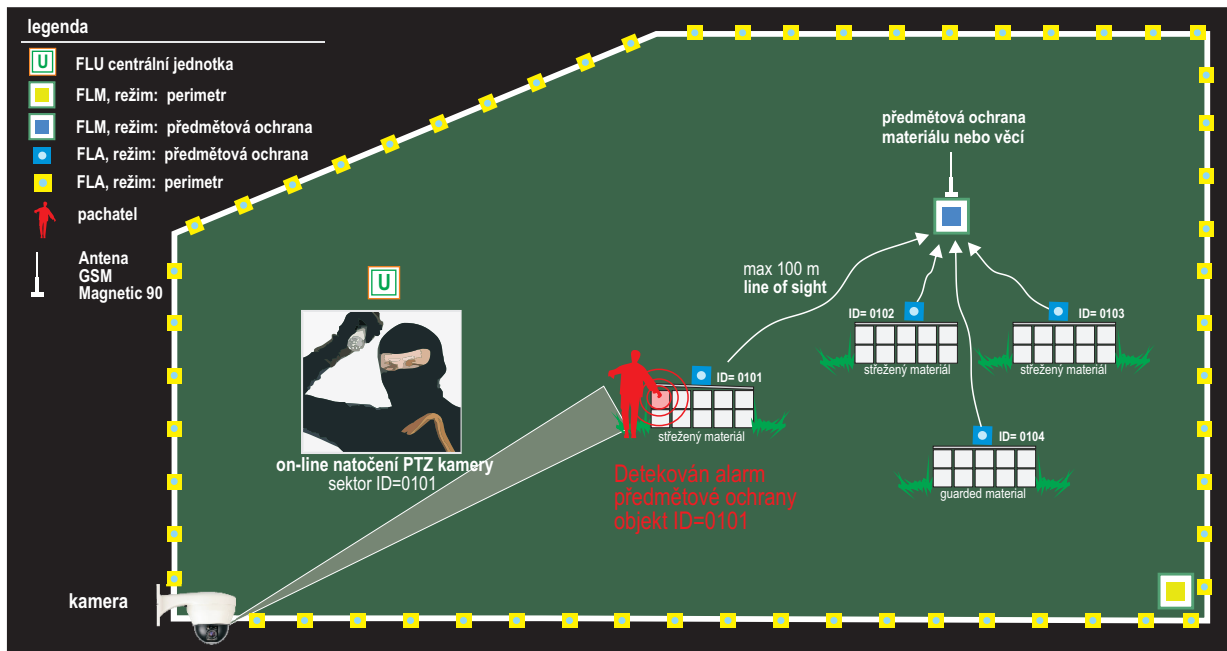 legenda
U
FLU centrální jednotka
FLM, režim: perimetr
FLM, režim: předmětová ochrana
FLA, režim: předmětová ochrana
FLA, režim: perimetr
pachatel
Antena
GSM
Magnetic 90
předmětová ochrana
materiálu nebo věcí
max 100 m
line of sight
U
ID= 0102
ID= 0103
střežený materiál
střežený materiál
ID= 0101
střežený materiál
ID= 0104
guarded material
on-line natočení PTZ kamery
sektor ID=0101
Detekován alarm
předmětové ochrany
objekt ID=0101
kamera